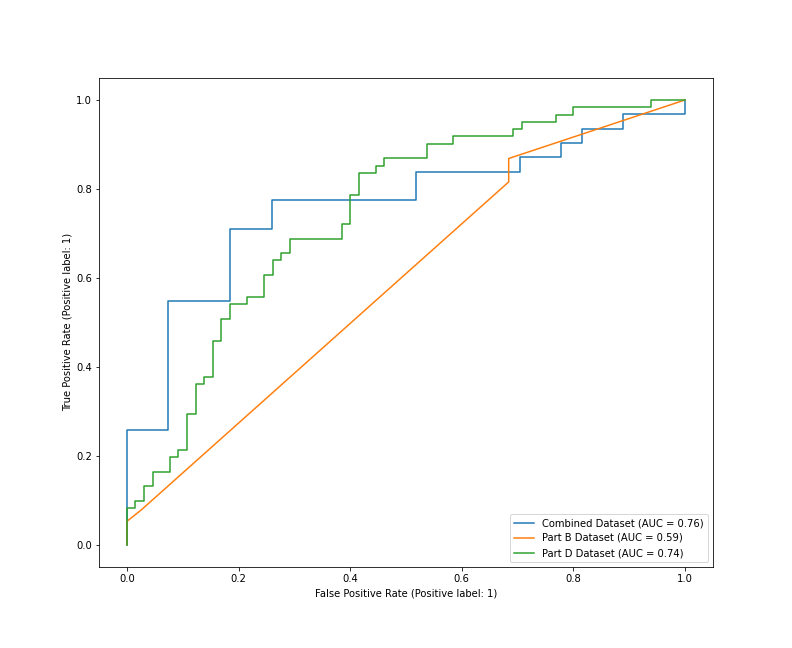 1.0
0.8
0.6
0.4
0.2
0.0
True Positive Rate (Positive label: 1)
Combined Dataset (AUC = 0.76)
Part B Dataset (AUC = 0.59)
Part D Dataset (AUC = 0.74)
0.0 0.2 0.4 0.6 0.8 1.0
False Positive Rate (Positive label: 1)